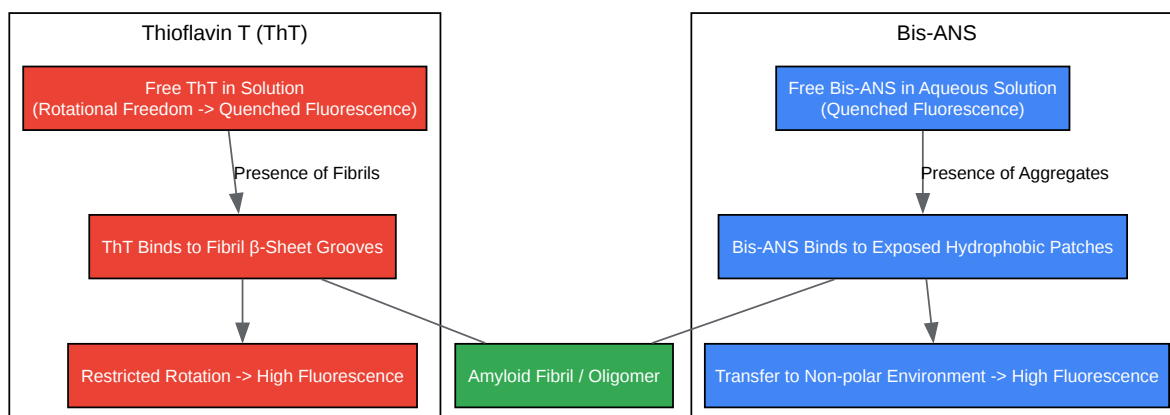 Thioflavin T (ThT)
Free ThT in Solution
(Rotational Freedom -> Quenched Fluorescence)
Presence of Fibrils
ThT Binds to Fibril β-Sheet Grooves
Restricted Rotation -> High Fluorescence
Amyloid Fibril / Oligomer
Bis-ANS
Free Bis-ANS in Aqueous Solution
(Quenched Fluorescence)
Presence of Aggregates
Bis-ANS Binds to Exposed Hydrophobic Patches
Transfer to Non-polar Environment -> High Fluorescence